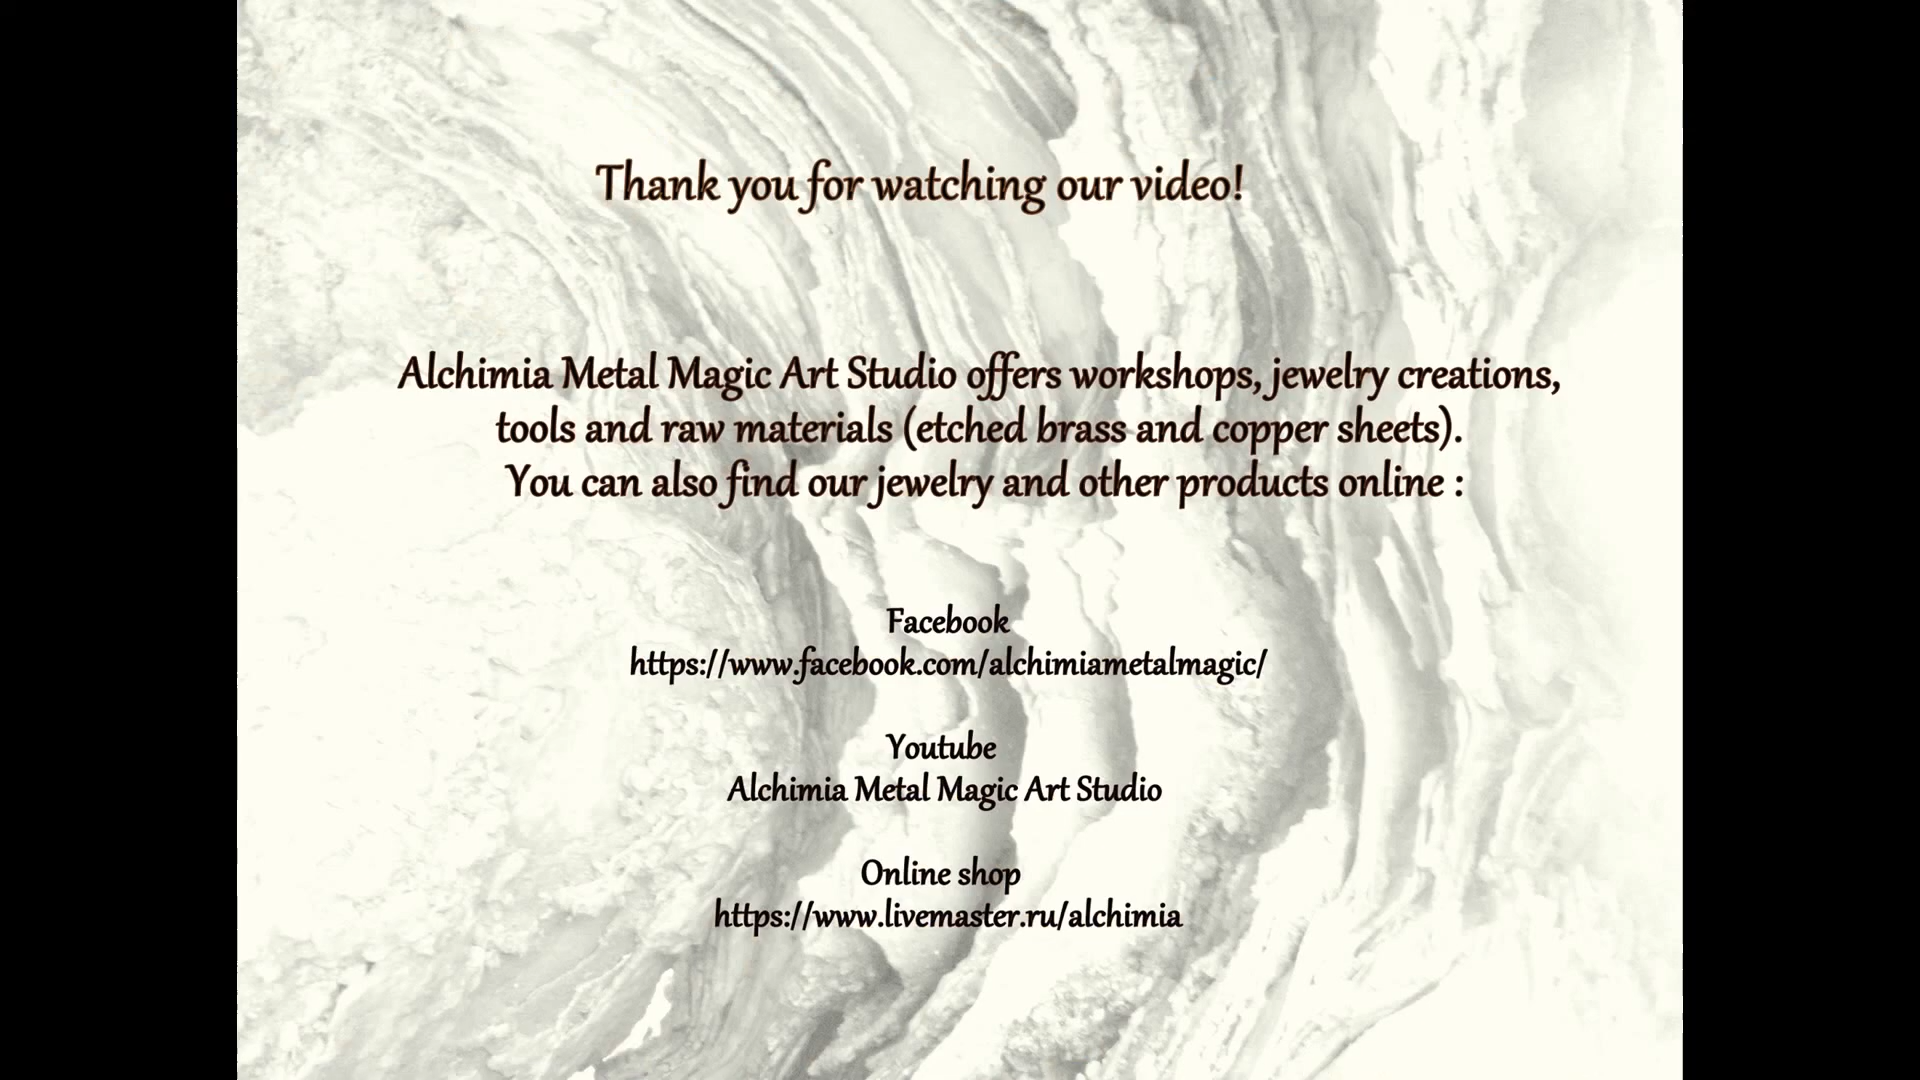 Thank you for watching our video!
Alchimia Metal Magic Art Studio offers workshops, jewelry creations,
tools and raw materials (etched brass and copper sheets).
You can also find our jewelry and other products online :
Facebook
https://www.facebook.com/alchimiametalmagic/
Youtube
Alchimia Metal Magic Art Studio
Online shop
https://www.livemaster.ru/alchimia